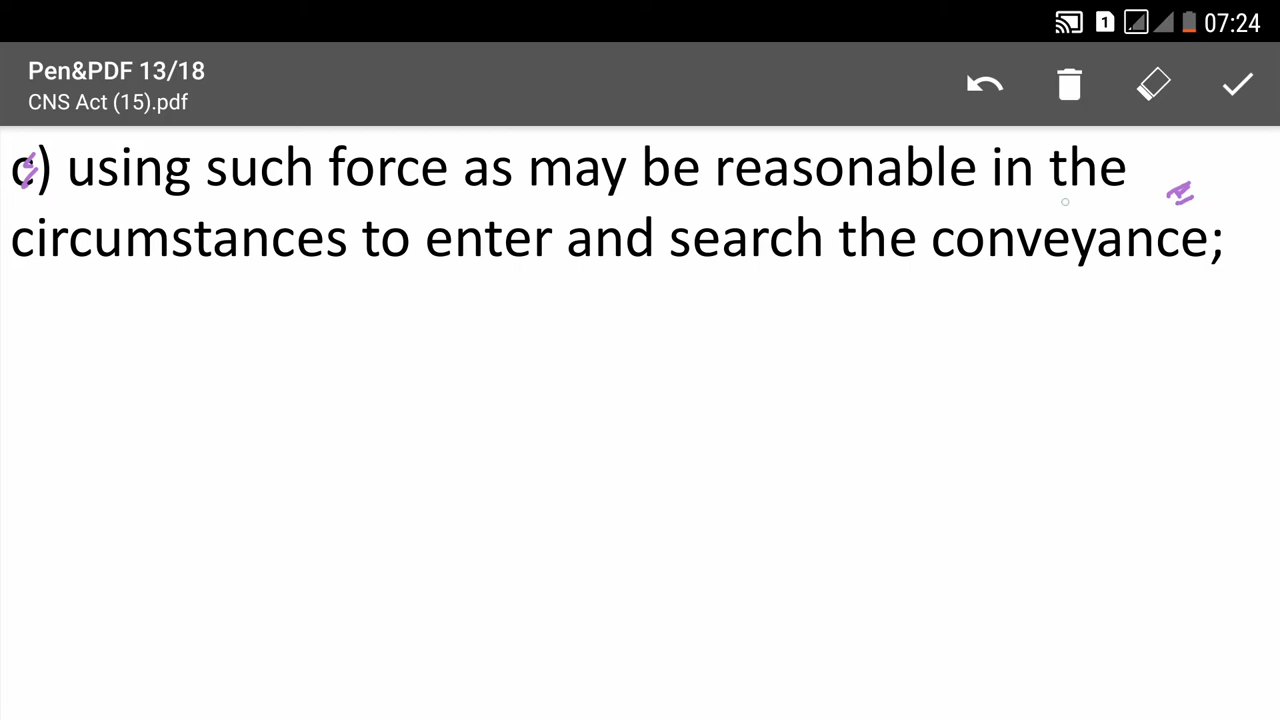 1 07:24
Pen&PDF 13/18
CNS Act (15).pdf
c) using such force as may be reasonable in the
circumstances to enter and search the conveyance;